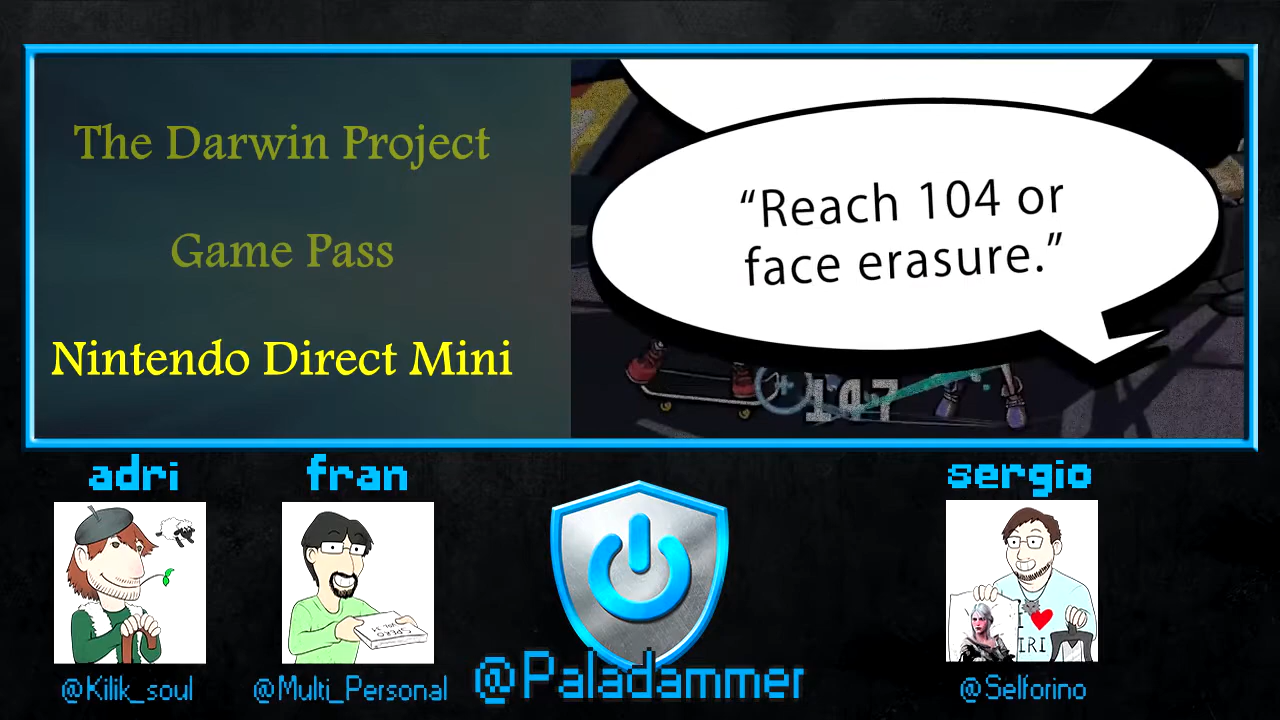 The Darwin Project
Game Pass
Nintendo Direct Mini
“Reach 104 or
face erasure.”
147
adri
fran
sergio
I
IRI
@Kilik_soul
@Multi_Personal
@Paladammer
@Selforino